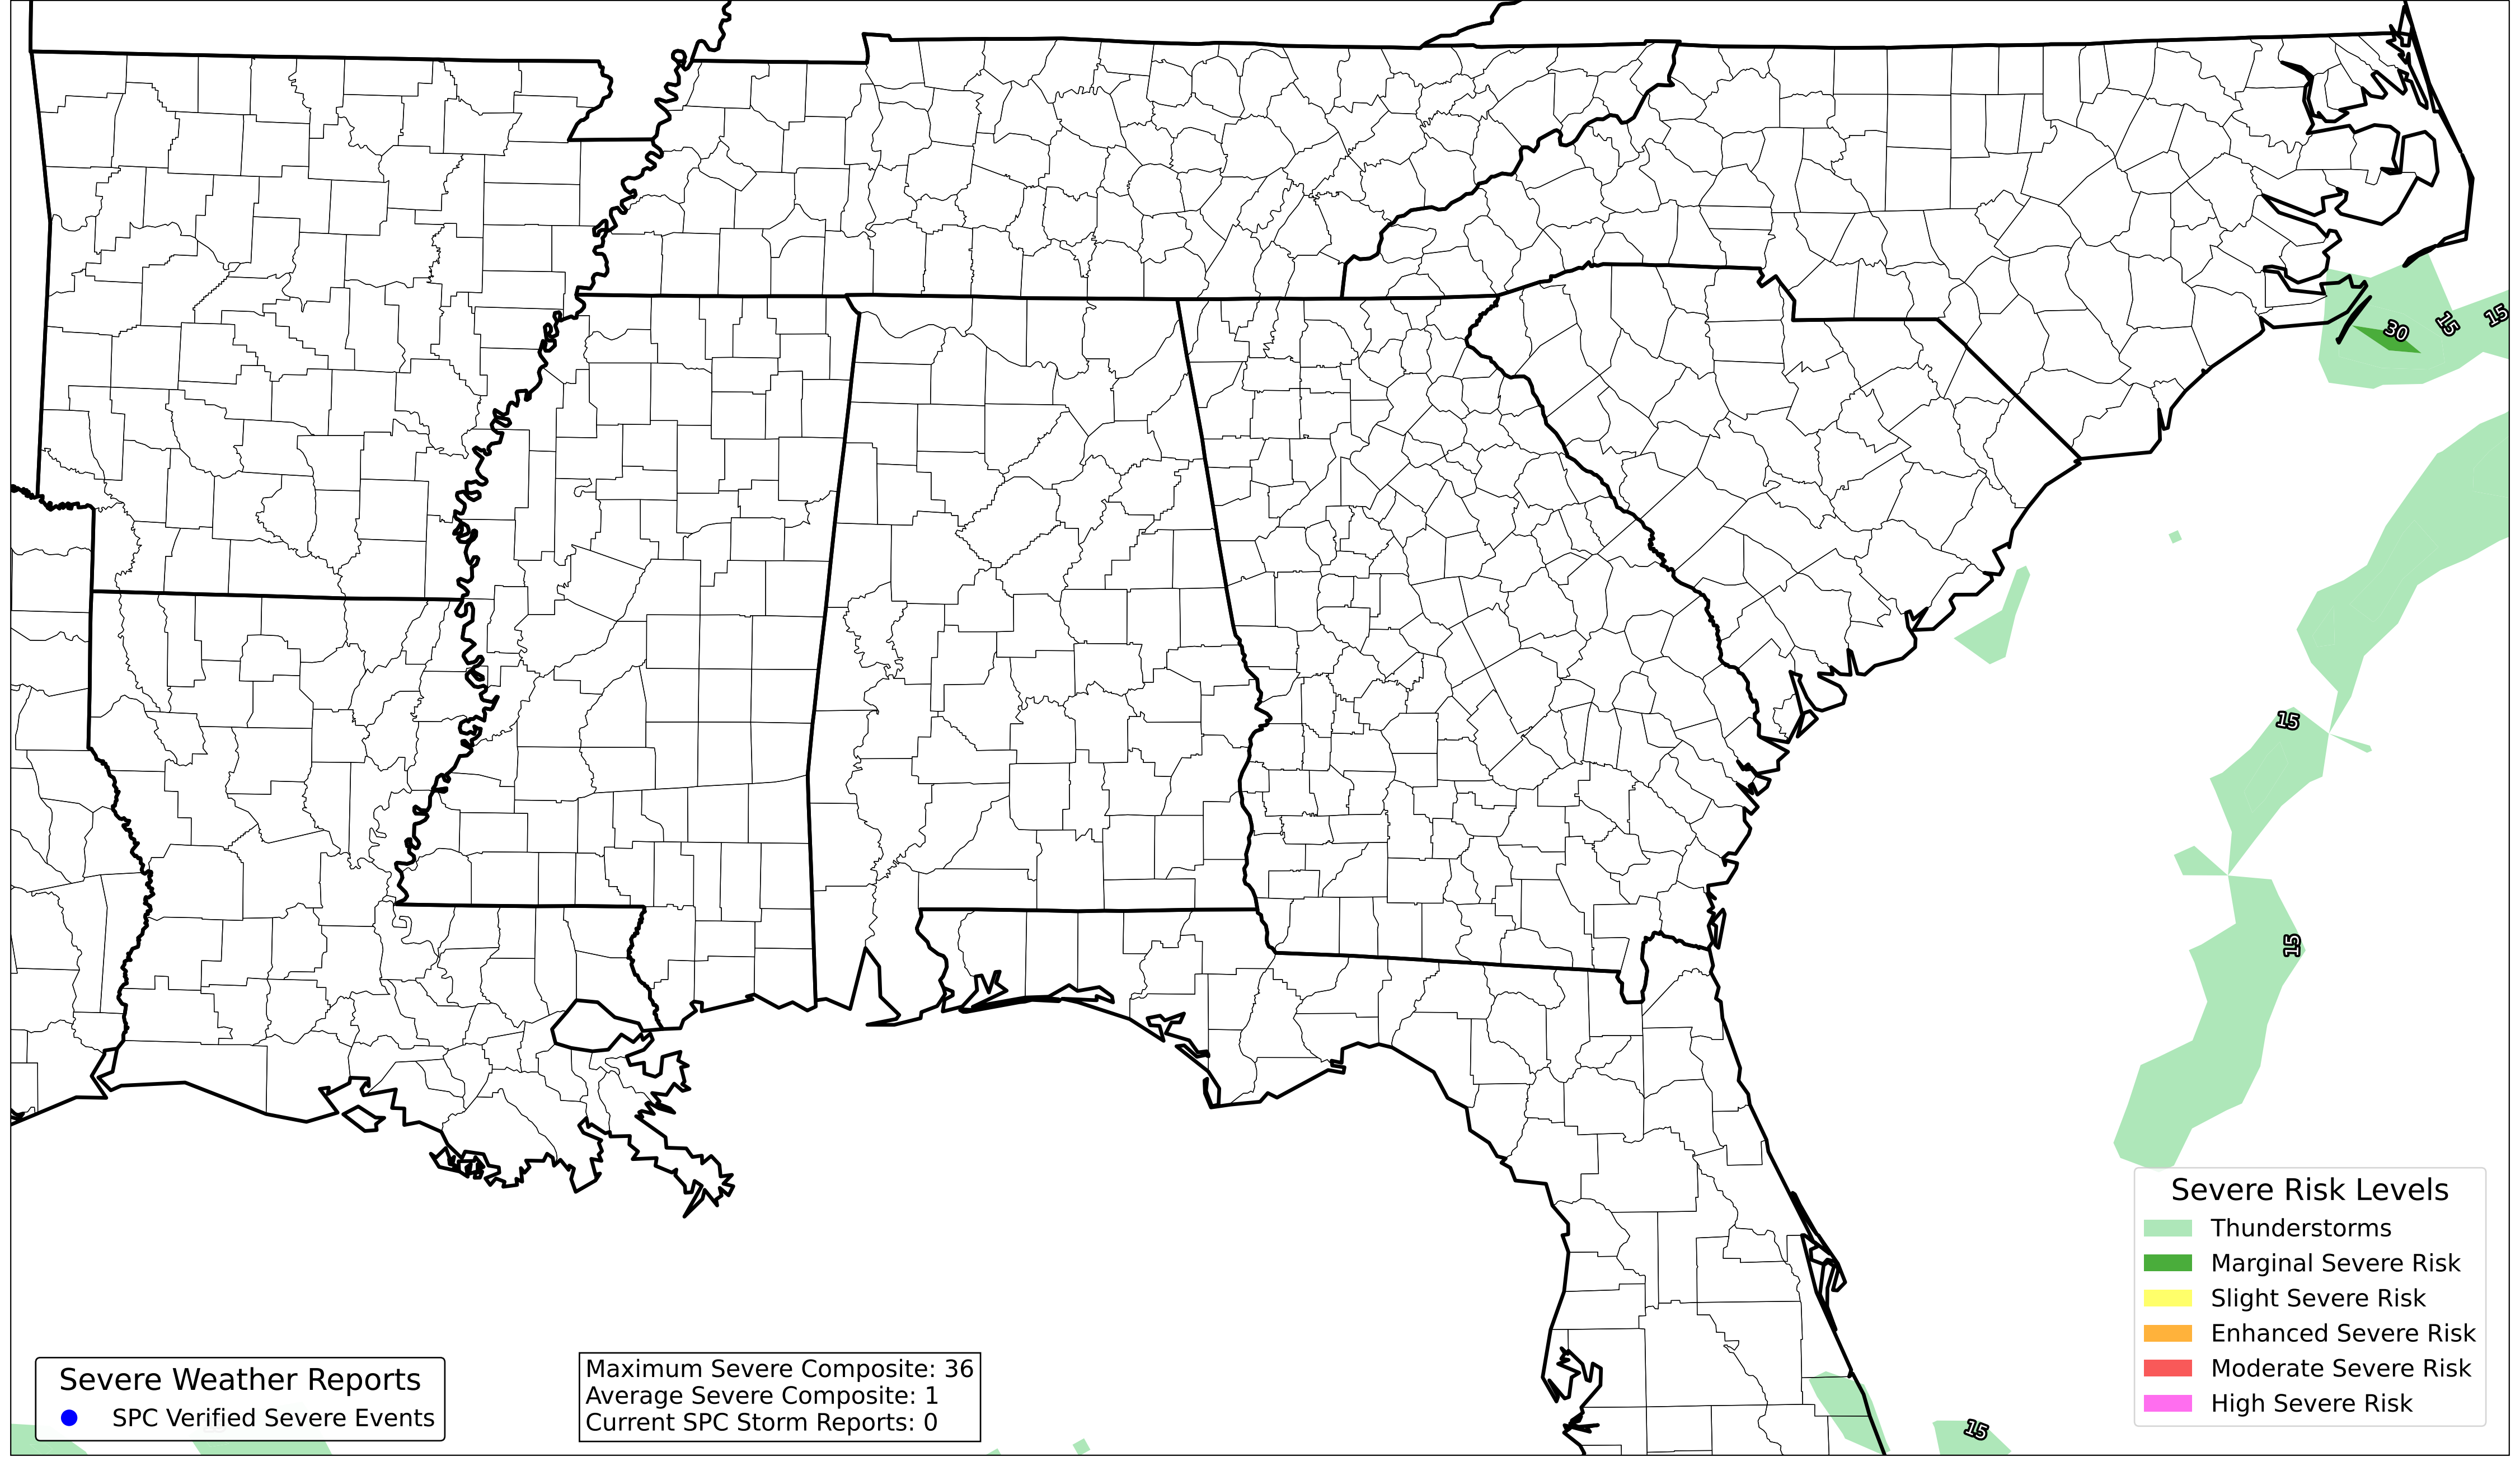 30
15
15
15
15
15
Severe Weather Reports
SPC Verified Severe Events
Maximum Severe Composite: 36
Average Severe Composite: 1
Current SPC Storm Reports: 0
Severe Risk Levels
Thunderstorms
Marginal Severe Risk
Slight Severe Risk
Enhanced Severe Risk
Moderate Severe Risk
High Severe Risk